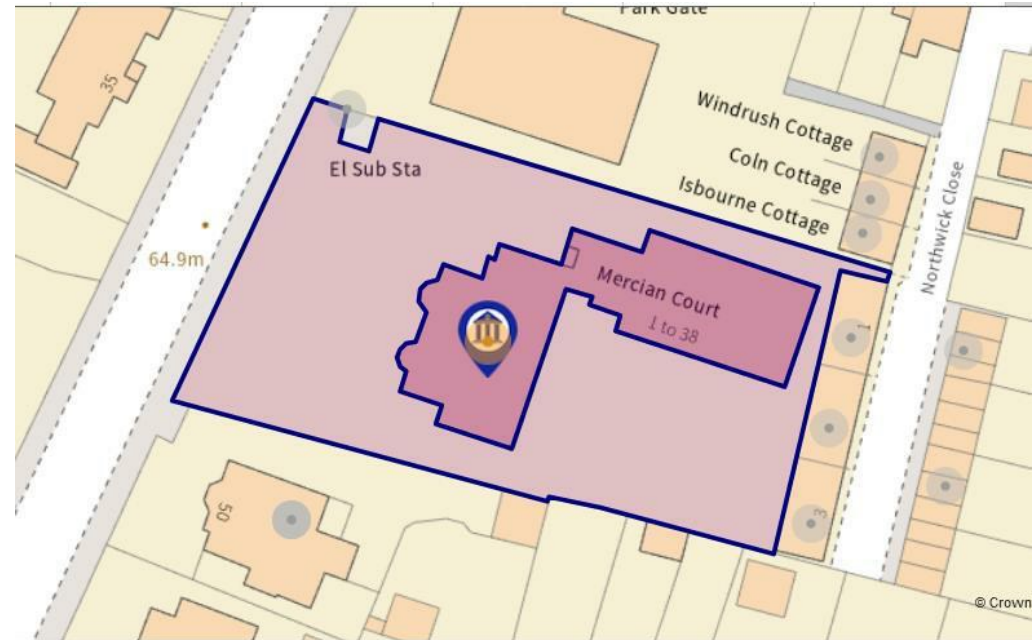 Park Gate
35
Windrush Cottage
Coln Cottage
Isbourne Cottage
El Sub Sta
Northwick Close
64.9m
Mercian Court
1 to 38
1
50
3
© Crown